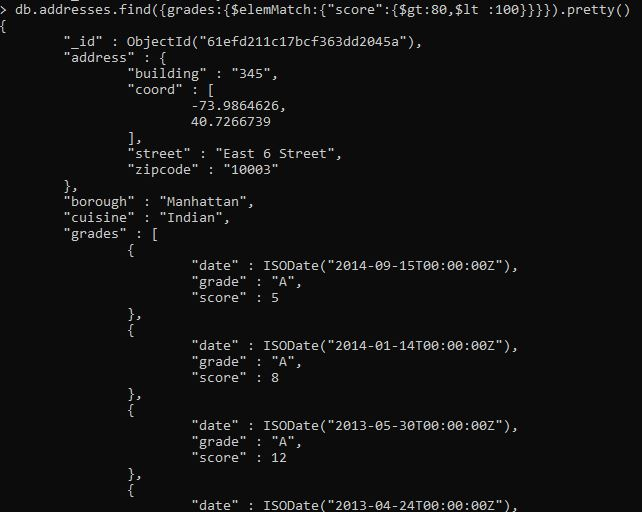 > db.addresses.find({grades:{$elemMatch:{"score":{$gt:80,$lt :100}}}}).pretty()
{
"_id" : ObjectId("61efd211c17bcf363dd2045a"),
"address" : {
"building" : "345",
"coord" : [
-73.9864626,
40.7266739
],
"street" : "East 6 Street",
"zipcode" : "10003"
},
"borough" : "Manhattan",
"cuisine" : "Indian",
"grades" : [
{
"date" : ISODate("2014-09-15T00:00:00Z"),
"grade" : "A",
"score" : 5
},
{
"date" : ISODate("2014-01-14T00:00:00Z"),
"grade" : "A",
"score" : 8
},
{
"date" : ISODate("2013-05-30T00:00:00Z"),
"grade" : "A",
"score" : 12
},
{
"date" : ISODate("2013-04-24T00:00:00Z"),